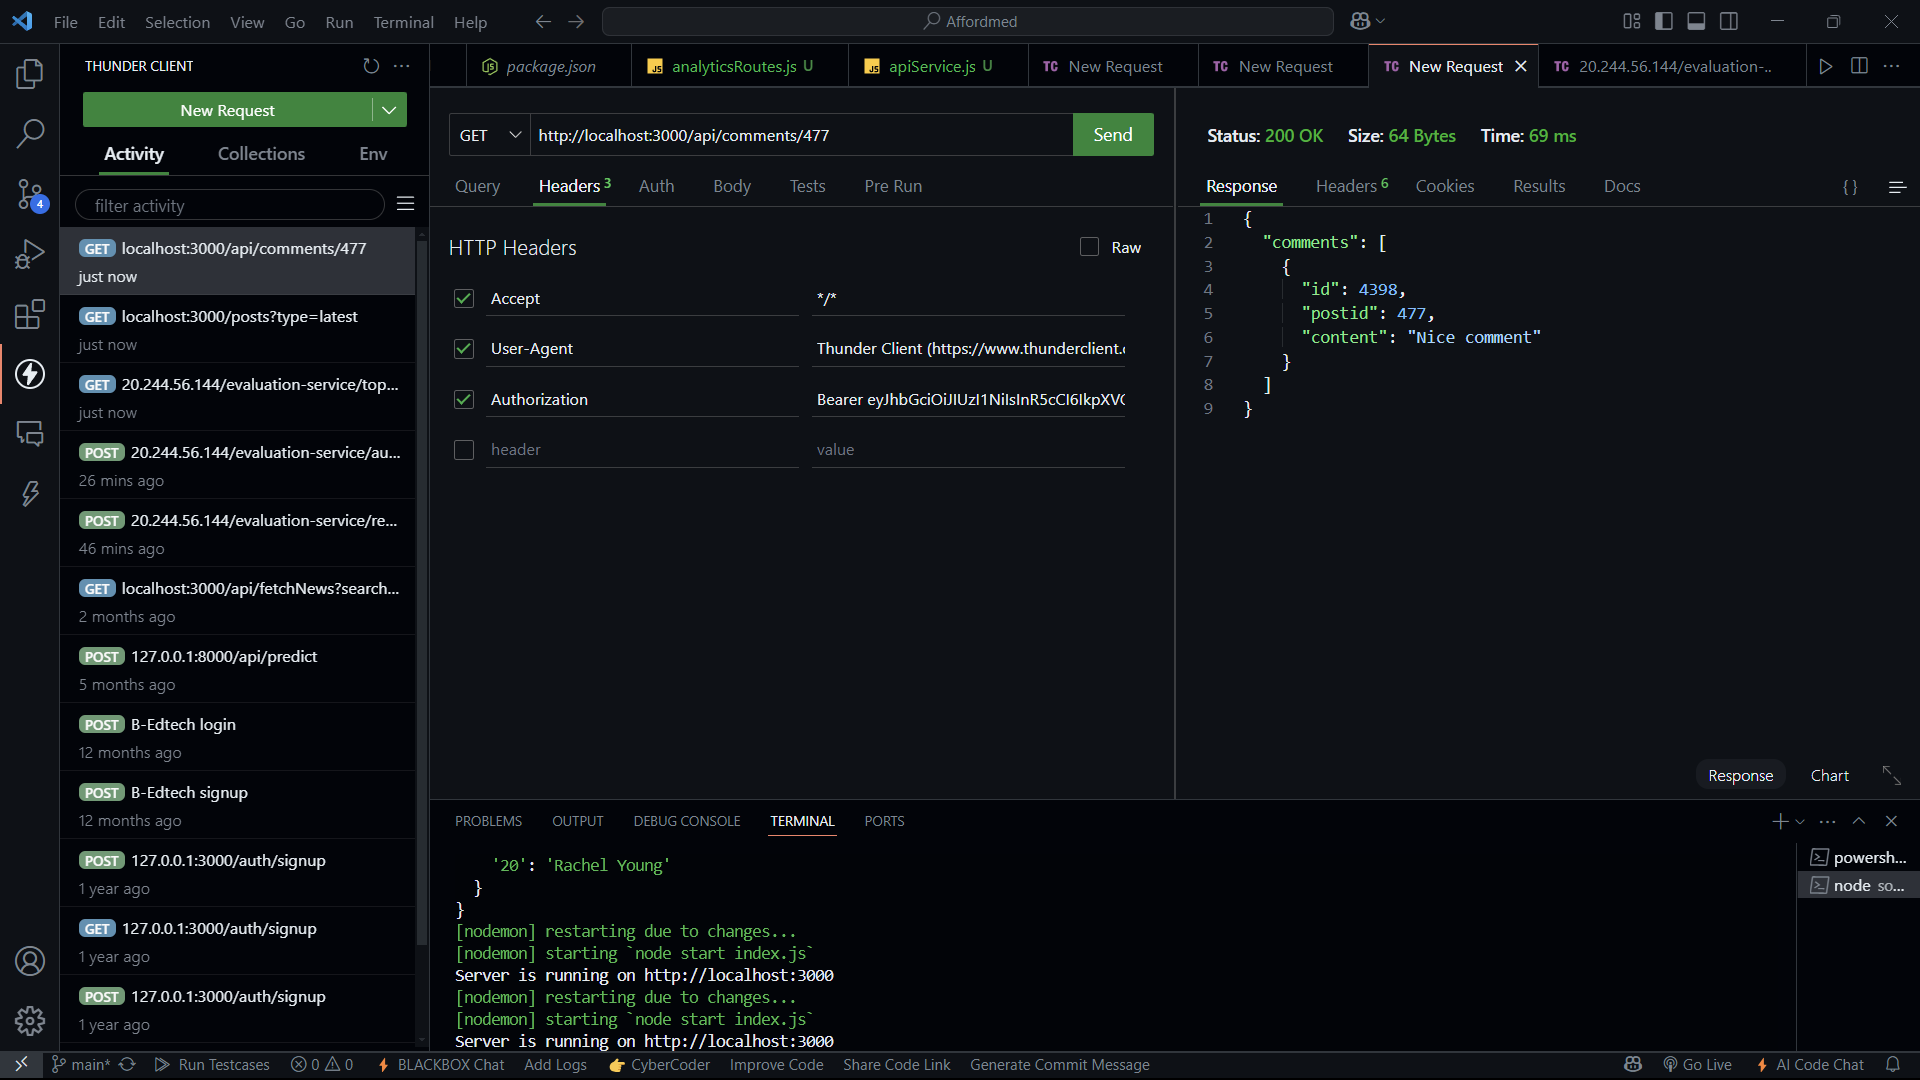 File Edit Selection View Go Run Terminal Help
Affordmed
THUNDER CLIENT
New Request
Activity Collections Env
filter activity
GET localhost:3000/api/comments/477
just now
GET localhost:3000/posts?type=latest
just now
GET 20.244.56.144/evaluation-service/top...
just now
POST 20.244.56.144/evaluation-service/au...
26 mins ago
POST 20.244.56.144/evaluation-service/re...
46 mins ago
GET localhost:3000/api/fetchNews?search...
2 months ago
POST 127.0.0.1:8000/api/predict
5 months ago
POST B-Edtech login
12 months ago
POST B-Edtech signup
12 months ago
POST 127.0.0.1:3000/auth/signup
1 year ago
GET 127.0.0.1:3000/auth/signup
1 year ago
POST 127.0.0.1:3000/auth/signup
1 year ago
4
package.json
JS analyticsRoutes.js U
JS apiService.js U
TC New Request
TC New Request
TC New Request
TC 20.244.56.144/evaluation-..
GET http://localhost:3000/api/comments/477 Send
Query Headers 3 Auth Body Tests Pre Run
HTTP Headers Raw
Accept */*
User-Agent Thunder Client (https://www.thunderclient.c
Authorization Bearer eyJhbGciOiJIUzI1NiIsInR5cCI6IkpXVC
header value
Status: 200 OK Size: 64 Bytes Time: 69 ms
Response Headers 6 Cookies Results Docs {}
1 {
2 "comments": [
3 {
4 "id": 4398,
5 "postid": 477,
6 "content": "Nice comment"
7 }
8 ]
9 }
Response Chart
PROBLEMS OUTPUT DEBUG CONSOLE TERMINAL PORTS
'20': 'Rachel Young'
}
}
[nodemon] restarting due to changes...
[nodemon] starting `node start index.js`
Server is running on http://localhost:3000
[nodemon] restarting due to changes...
[nodemon] starting `node start index.js`
Server is running on http://localhost:3000
powersh...
node so...
main* Run Testcases 0 0 BLACKBOX Chat Add Logs CyberCoder Improve Code Share Code Link Generate Commit Message Go Live AI Code Chat